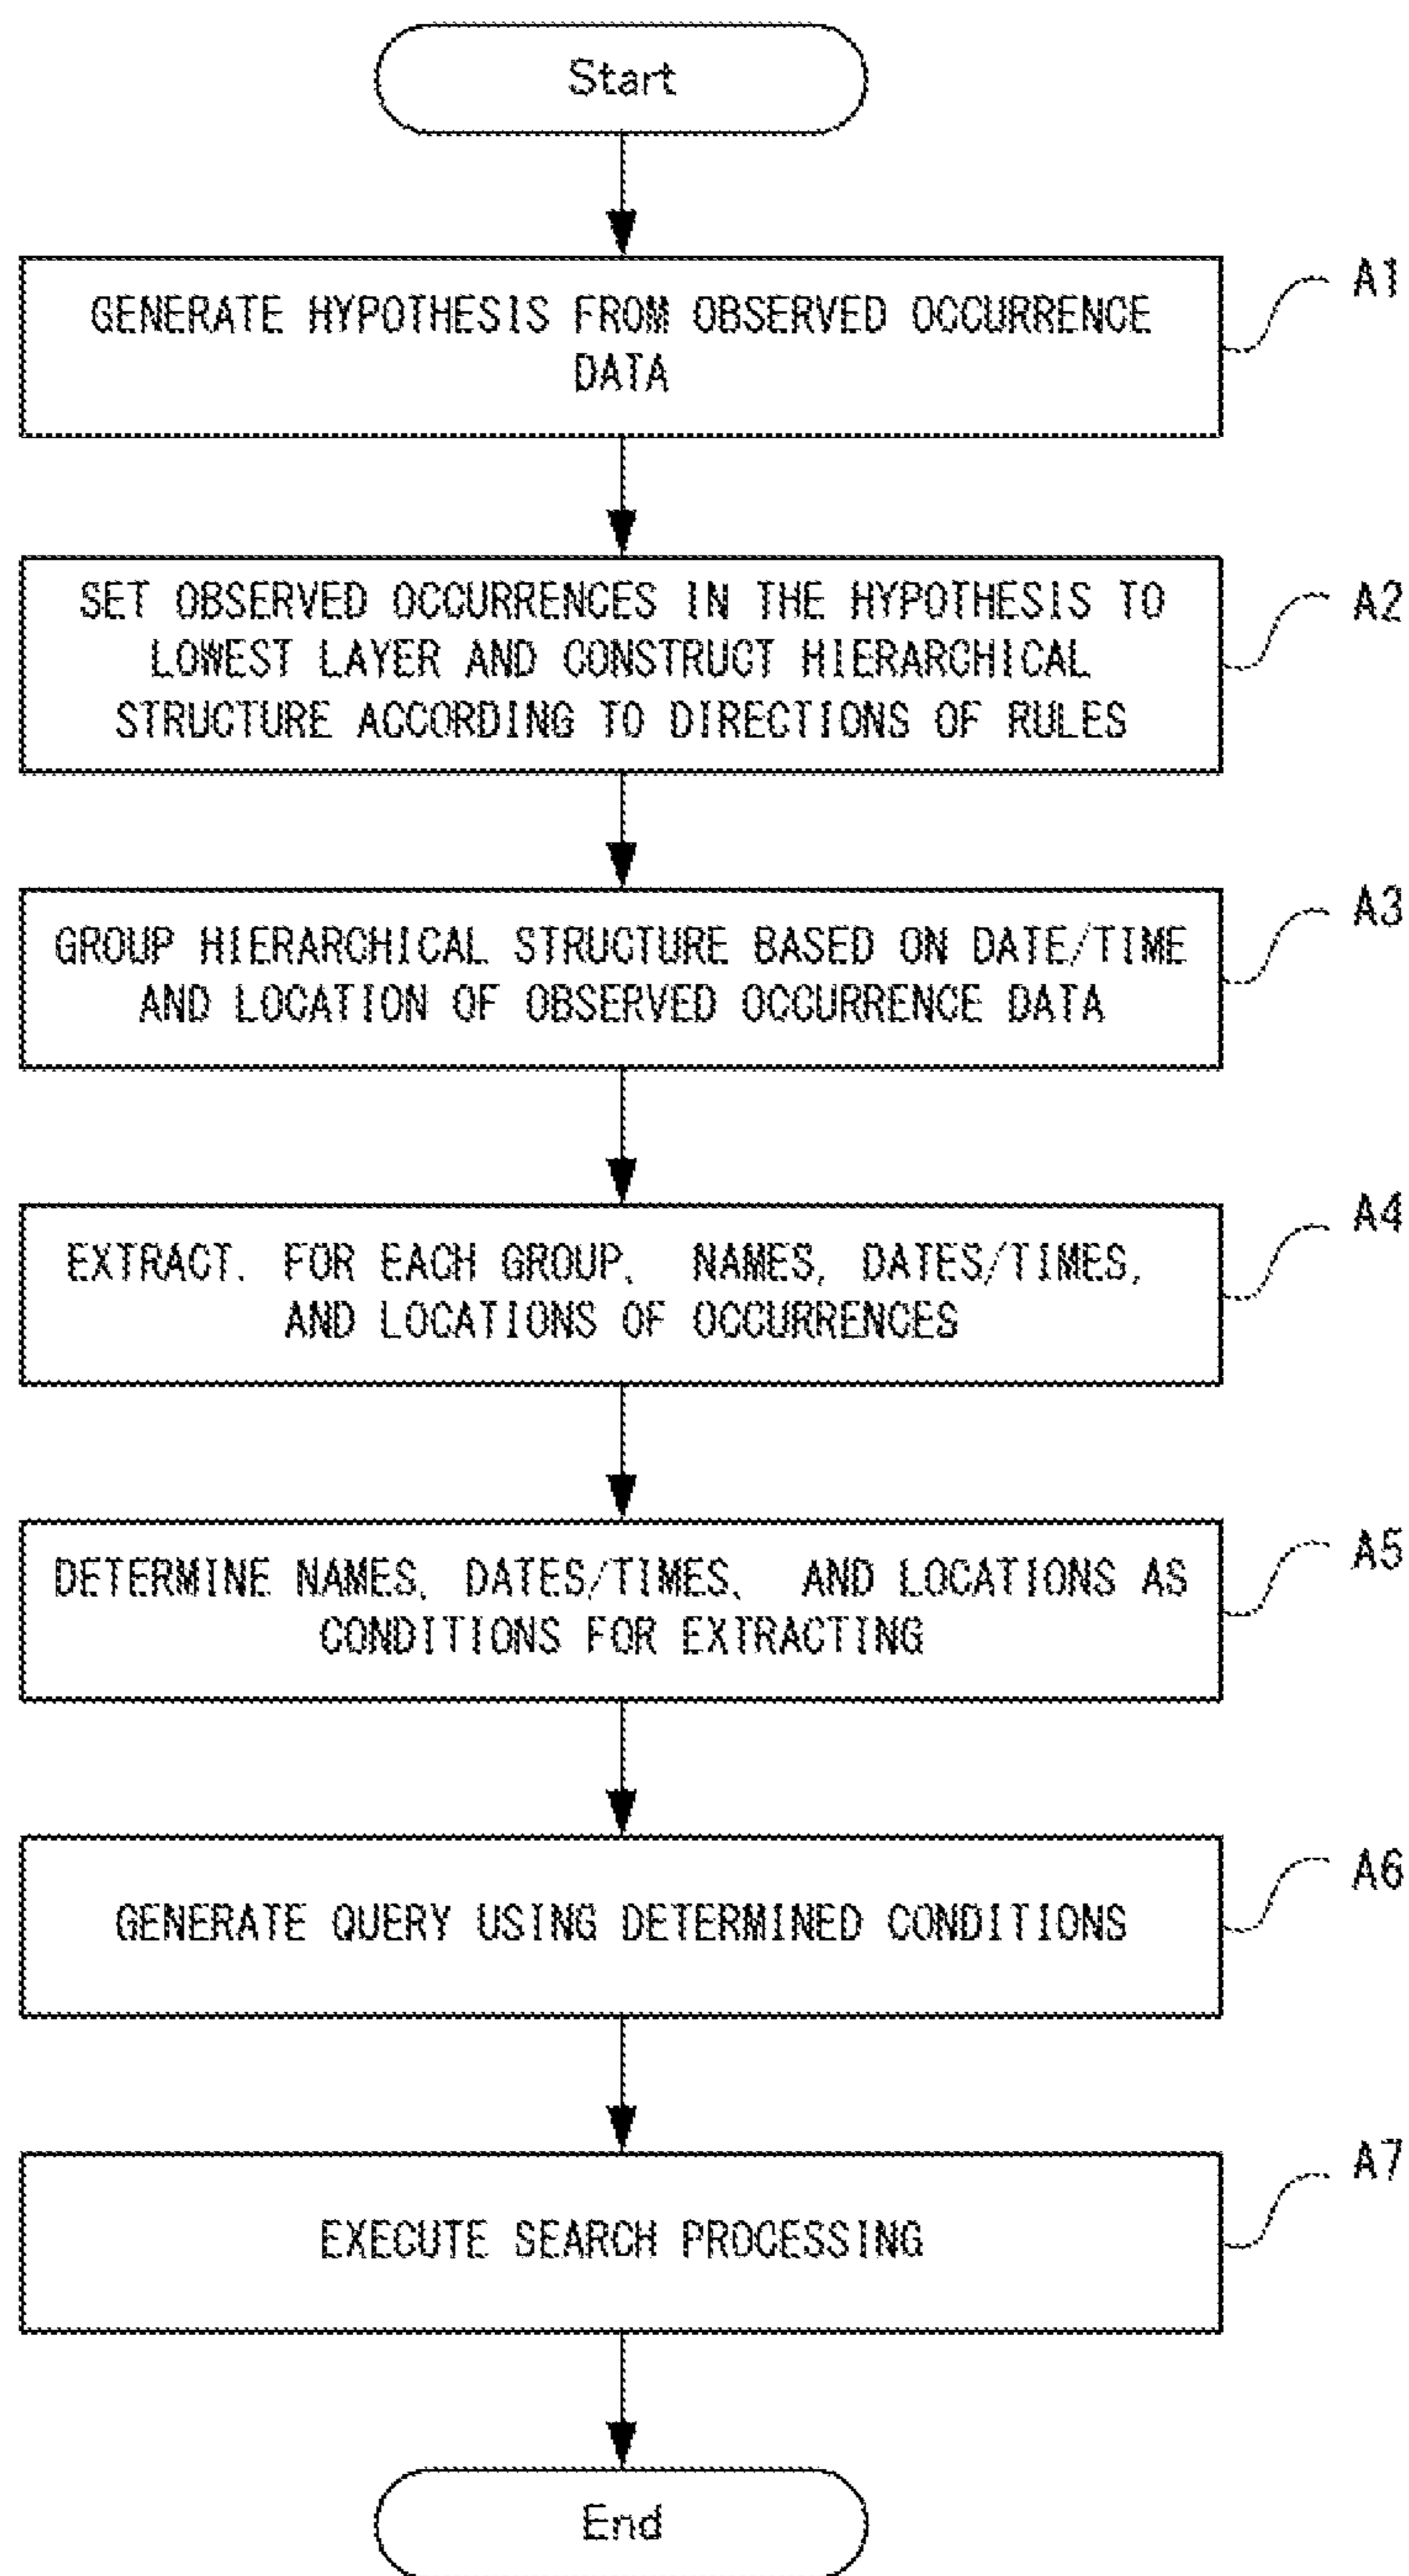 Start
GENERATE HYPOTHESIS FROM OBSERVED OCCURRENCE
DATA
A1
SET OBSERVED OCCURRENCES IN THE HYPOTHESIS TO
LOWEST LAYER AND CONSTRUCT HIERARCHICAL
STRUCTURE ACCORDING TO DIRECTIONS OF RULES
A2
GROUP HIERARCHICAL STRUCTURE BASED ON DATE/TIME
AND LOCATION OF OBSERVED OCCURRENCE DATA
A3
EXTRACT, FOR EACH GROUP, NAMES, DATES/TIMES,
AND LOCATIONS OF OCCURRENCES
A4
DETERMINE NAMES, DATES/TIMES, AND LOCATIONS AS
CONDITIONS FOR EXTRACTING
A5
GENERATE QUERY USING DETERMINED CONDITIONS
A6
EXECUTE SEARCH PROCESSING
A7
End